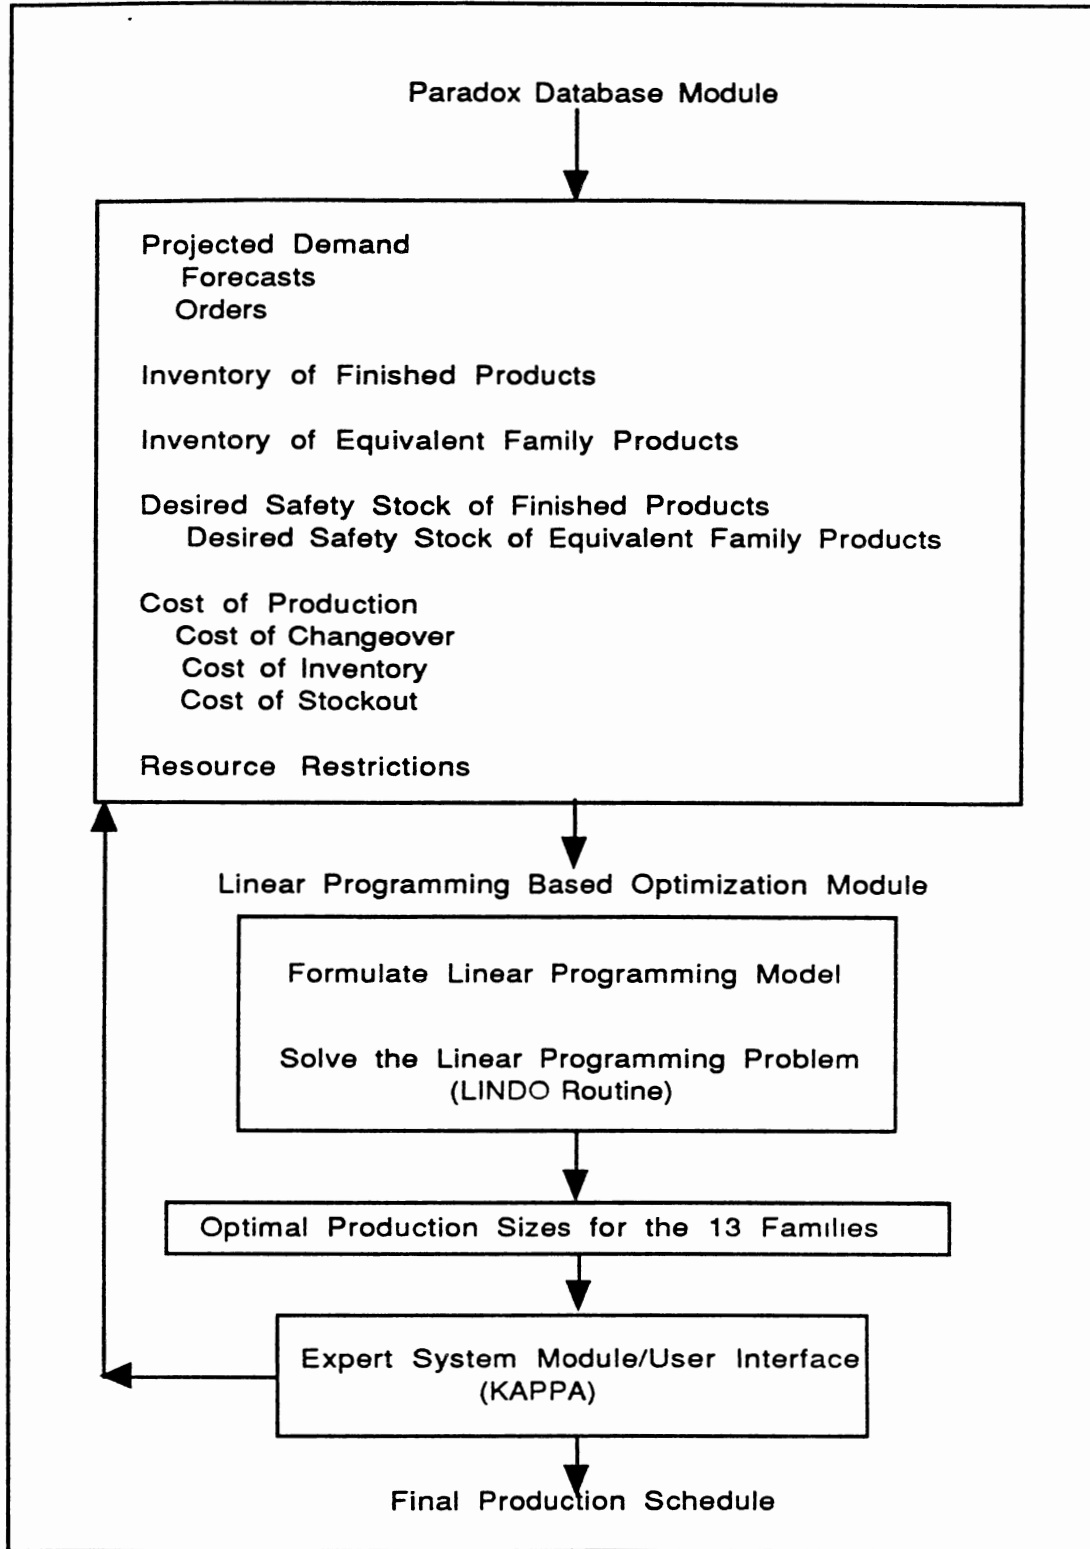 Paradox Database Module
Projected Demand
Forecasts
Orders
Inventory of Finished Products
Inventory of Equivalent Family Products
Desired Safety Stock of Finished Products
Desired Safety Stock of Equivalent Family Products
Cost of Production
Cost of Changeover
Cost of Inventory
Cost of Stockout
Resource Restrictions
Linear Programming Based Optimization Module
Formulate Linear Programming Model
Solve the Linear Programming Problem
(LINDO Routine)
Optimal Production Sizes for the 13 Families
Expert System Module/User Interface
(KAPPA)
Final Production Schedule